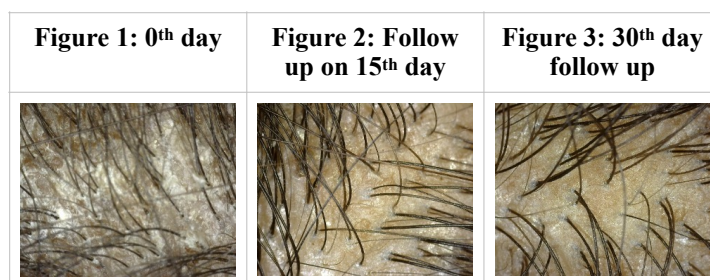 Figure 1: 0th day
Figure 2: Follow
up on 15th day
Figure 3: 30th day
follow up